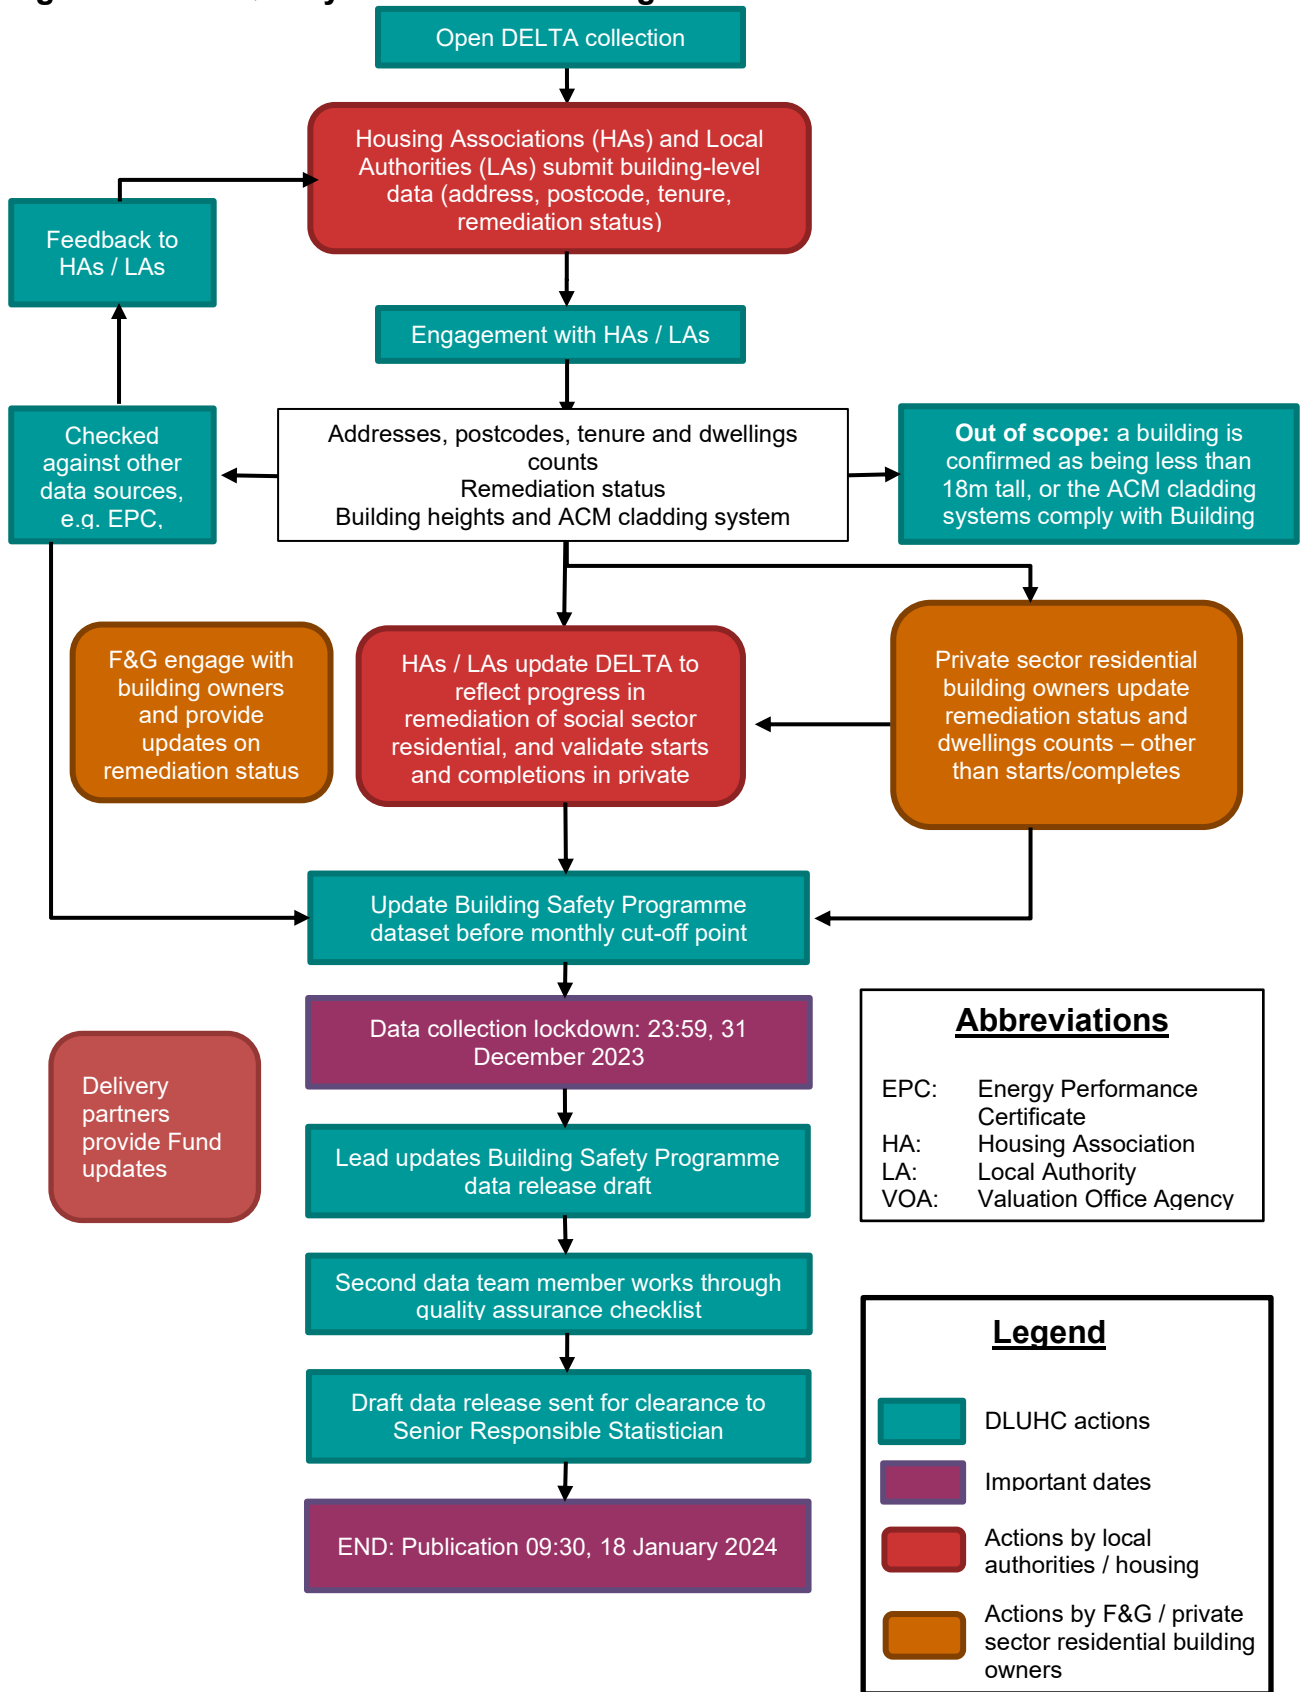 Open DELTA collection
Housing Associations (HAs) and Local
Authorities (LAs) submit building-level
data (address, postcode, tenure,
remediation status)
Feedback to
HAs / LAs
Engagement with HAs / LAs
Checked
against other
data sources,
e.g. EPC,
Addresses, postcodes, tenure and dwellings
counts
Remediation status
Building heights and ACM cladding system
Out of scope: a building is
confirmed as being less than
18m tall, or the ACM cladding
systems comply with Building
F&G engage with
building owners
and provide
updates on
remediation status
HAs / LAs update DELTA to
reflect progress in
remediation of social sector
residential, and validate starts
and completions in private
Private sector residential
building owners update
remediation status and
dwellings counts – other
than starts/completes
Update Building Safety Programme
dataset before monthly cut-off point
Data collection lockdown: 23:59, 31
December 2023
Delivery
partners
provide Fund
updates
Lead updates Building Safety Programme
data release draft
Second data team member works through
quality assurance checklist
Draft data release sent for clearance to
Senior Responsible Statistician
END: Publication 09:30, 18 January 2024
Abbreviations
EPC: Energy Performance
Certificate
HA: Housing Association
LA: Local Authority
VOA: Valuation Office Agency
Legend
DLUHC actions
Important dates
Actions by local
authorities / housing
Actions by F&G / private
sector residential building
owners